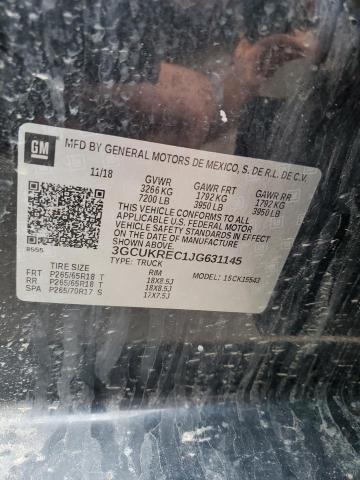 GM
MFD BY GENERAL MOTORS DE MEXICO, S. DE R.L. DE C.V.
11/18 GVWR GAWR FRT GAWR RR
3266 KG 1792 KG 1792 KG
7200 LB 3950 LB 3950 LB
THIS VEHICLE CONFORMS TO ALL APPLICABLE
U.S. FEDERAL MOTOR VEHICLE SAFETY STANDARDS IN
EFFECT ON THE DATE OF MANUFACTURE SHOWN ABOVE.
3GCUKREC1JG631145
TYPE: TRUCK MODEL: 15CK15543
TIRE SIZE RIM
FRT P265/65R18 T 18X8.5J
RR P265/65R18 T 18X8.5J
SPA P265/70R17 S 17X7.5J